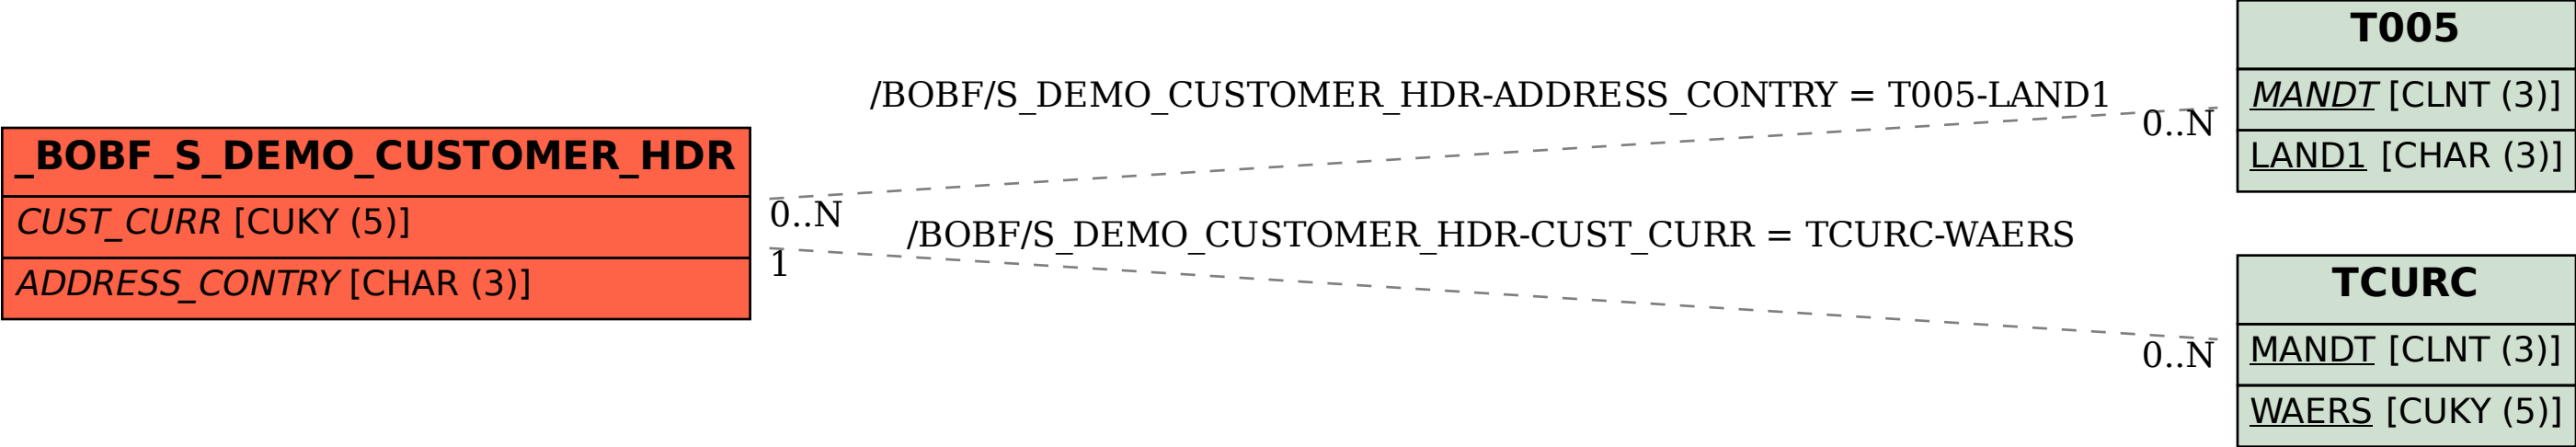 _BOBF_S_DEMO_CUSTOMER_HDR
CUST_CURR [CUKY (5)]
ADDRESS_CONTRY [CHAR (3)]
/BOBF/S_DEMO_CUSTOMER_HDR-ADDRESS_CONTRY = T005-LAND1
0..N
0..N
/BOBF/S_DEMO_CUSTOMER_HDR-CUST_CURR = TCURC-WAERS
1
0..N
T005
MANDT [CLNT (3)]
LAND1 [CHAR (3)]
TCURC
MANDT [CLNT (3)]
WAERS [CUKY (5)]